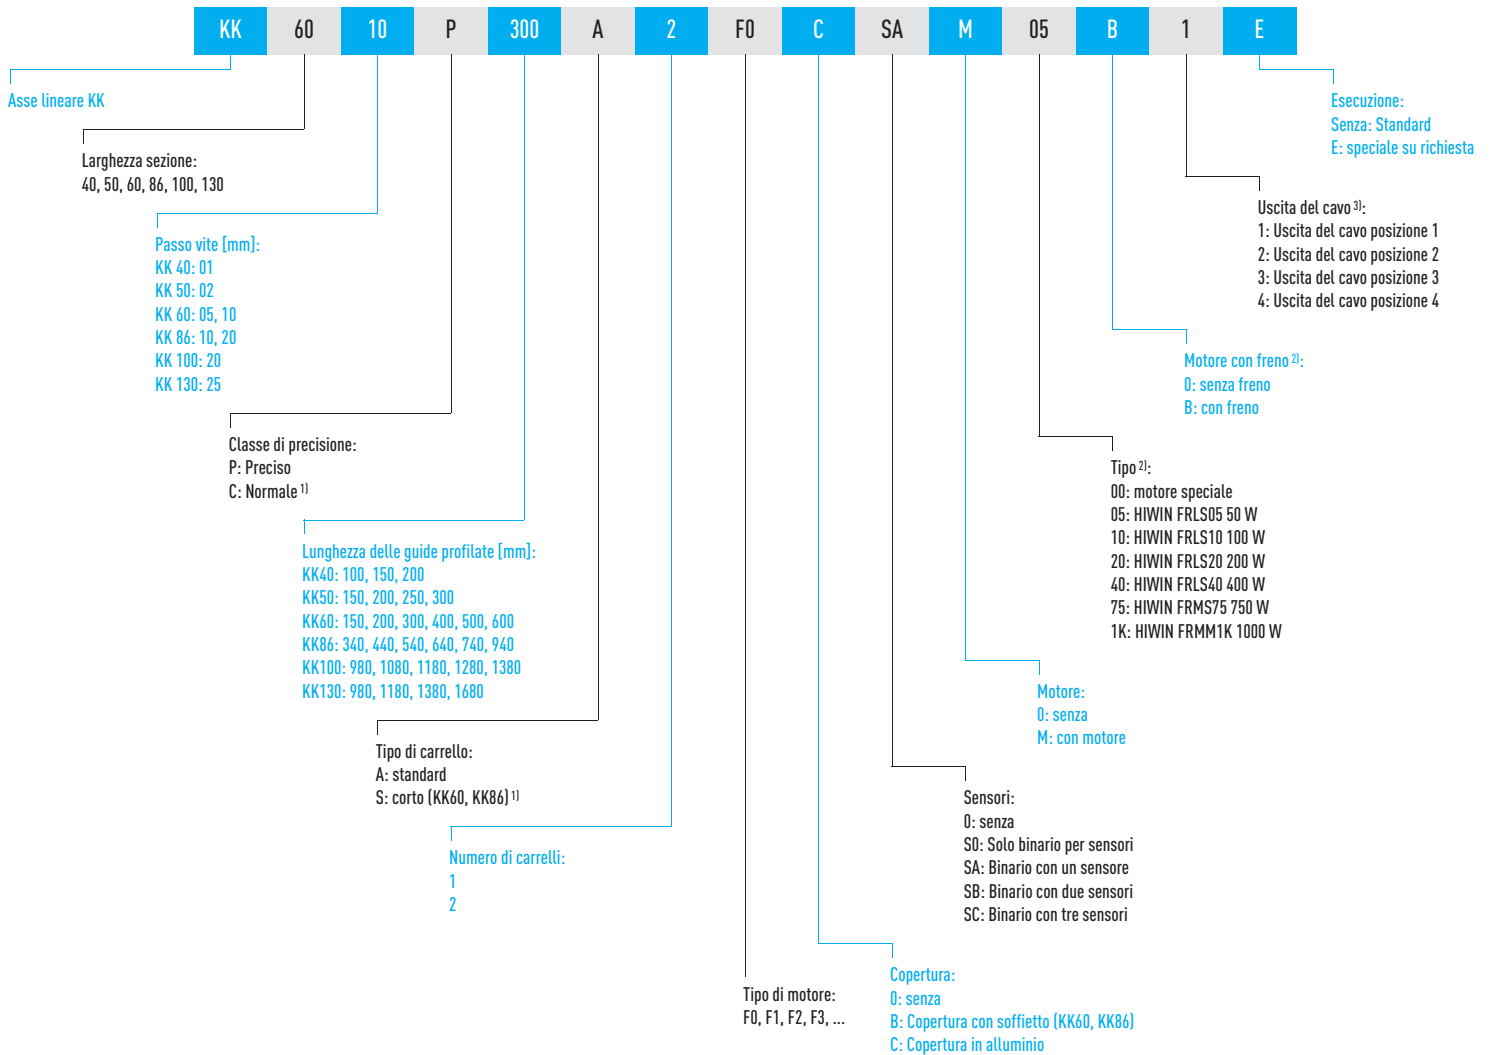 KK 60 10 P 300 A 2 F0 C SA M 05 B 1 E
Asse lineare KK
Larghezza sezione:
40, 50, 60, 86, 100, 130
Passo vite [mm]:
KK 40: 01
KK 50: 02
KK 60: 05, 10
KK 86: 10, 20
KK 100: 20
KK 130: 25
Classe di precisione:
P: Preciso
C: Normale 1)
Lunghezza delle guide profilate [mm]:
KK40: 100, 150, 200
KK50: 150, 200, 250, 300
KK60: 150, 200, 300, 400, 500, 600
KK86: 340, 440, 540, 640, 740, 940
KK100: 980, 1080, 1180, 1280, 1380
KK130: 980, 1180, 1380, 1680
Tipo di carrello:
A: standard
S: corto (KK60, KK86) 1)
Numero di carrelli:
1
2
Tipo di motore:
F0, F1, F2, F3, ...
Copertura:
0: senza
B: Copertura con soffietto (KK60, KK86)
C: Copertura in alluminio
Sensori:
0: senza
S0: Solo binario per sensori
SA: Binario con un sensore
SB: Binario con due sensori
SC: Binario con tre sensori
Motore:
0: senza
M: con motore
Tipo 2):
00: motore speciale
05: HIWIN FRLS05 50 W
10: HIWIN FRLS10 100 W
20: HIWIN FRLS20 200 W
40: HIWIN FRLS40 400 W
75: HIWIN FRMS75 750 W
1K: HIWIN FRMM1K 1000 W
Motore con freno 2):
0: senza freno
B: con freno
Uscita del cavo 3):
1: Uscita del cavo posizione 1
2: Uscita del cavo posizione 2
3: Uscita del cavo posizione 3
4: Uscita del cavo posizione 4
Esecuzione:
Senza: Standard
E: speciale su richiesta